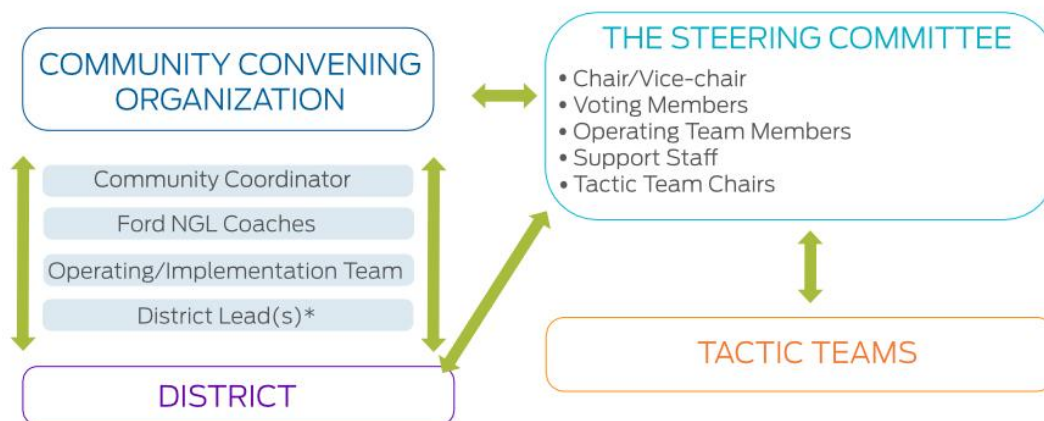 COMMUNITY CONVENING
ORGANIZATION
Community Coordinator
Ford NGL Coaches
Operating/Implementation Team
District Lead(s)*
DISTRICT
THE STEERING COMMITTEE
• Chair/Vice-chair
• Voting Members
• Operating Team Members
• Support Staff
• Tactic Team Chairs
TACTIC TEAMS